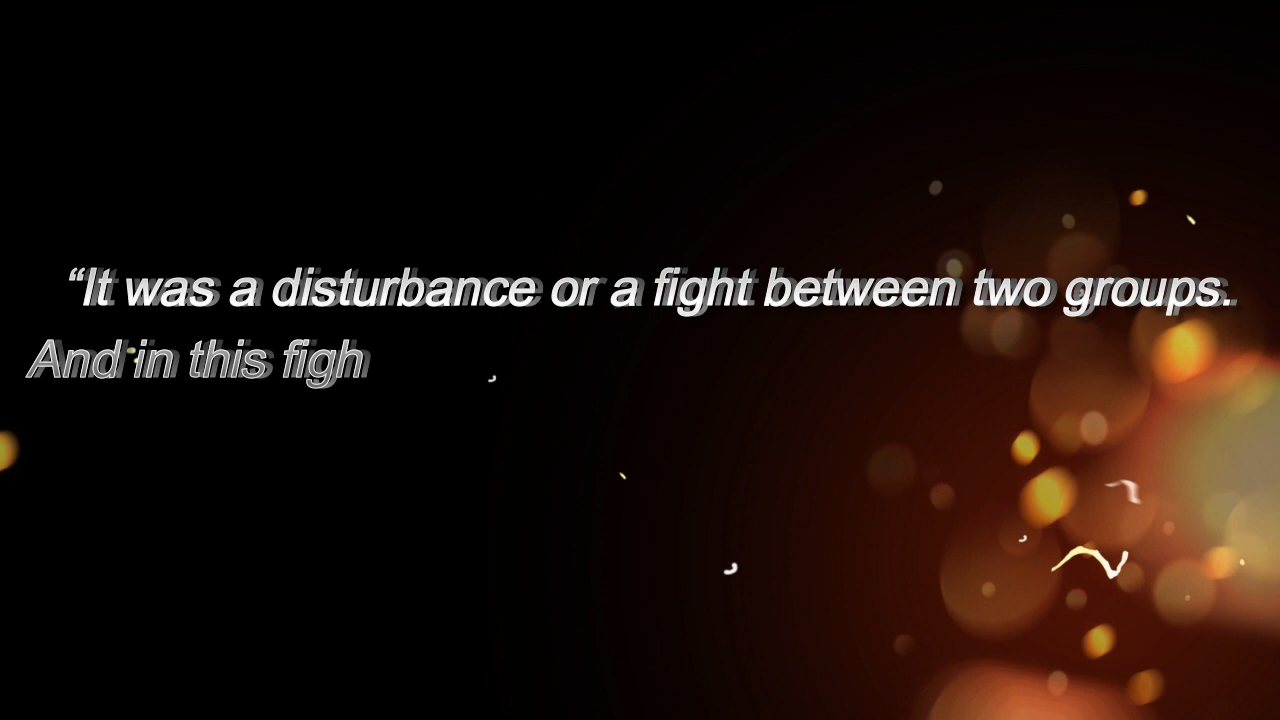 “It was a disturbance or a fight between two groups.
And in this figh